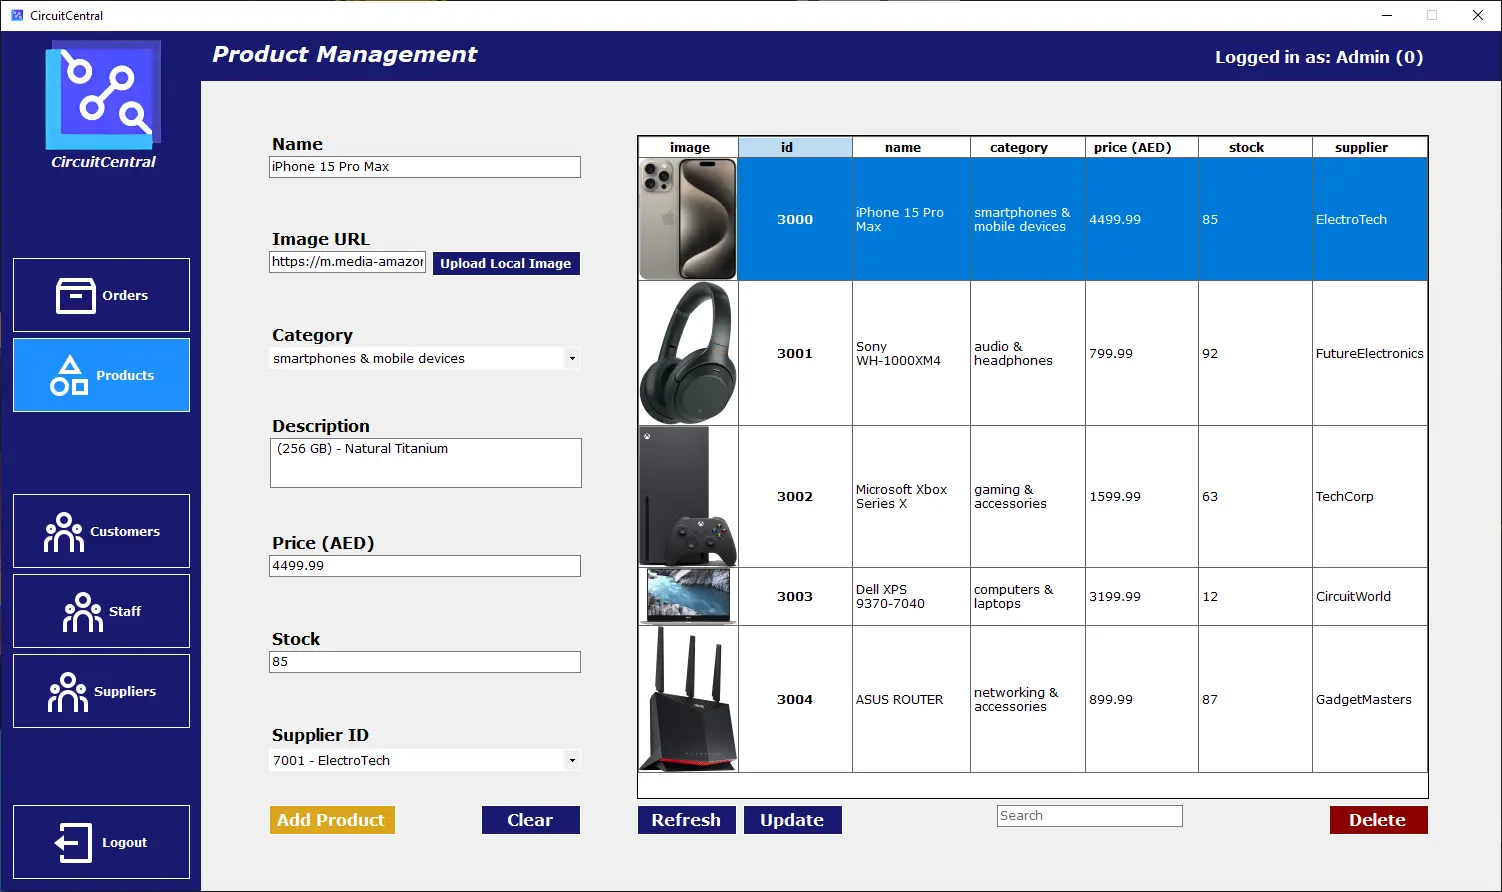 CircuitCentral
Product Management
Logged in as: Admin (0)
CircuitCentral
Orders
Products
Customers
Staff
Suppliers
Logout
Name
iPhone 15 Pro Max
Image URL
https://m.media-amazon
Upload Local Image
Category
smartphones & mobile devices
Description
(256 GB) - Natural Titanium
Price (AED)
4499.99
Stock
85
Supplier ID
7001 - ElectroTech
Add Product
Clear
image id name category price (AED) stock supplier
3000 iPhone 15 Pro Max smartphones & mobile devices 4499.99 85 ElectroTech
3001 Sony WH-1000XM4 audio & headphones 799.99 92 FutureElectronics
3002 Microsoft Xbox Series X gaming & accessories 1599.99 63 TechCorp
3003 Dell XPS 9370-7040 computers & laptops 3199.99 12 CircuitWorld
3004 ASUS ROUTER networking & accessories 899.99 87 GadgetMasters
Refresh
Update
Search
Delete